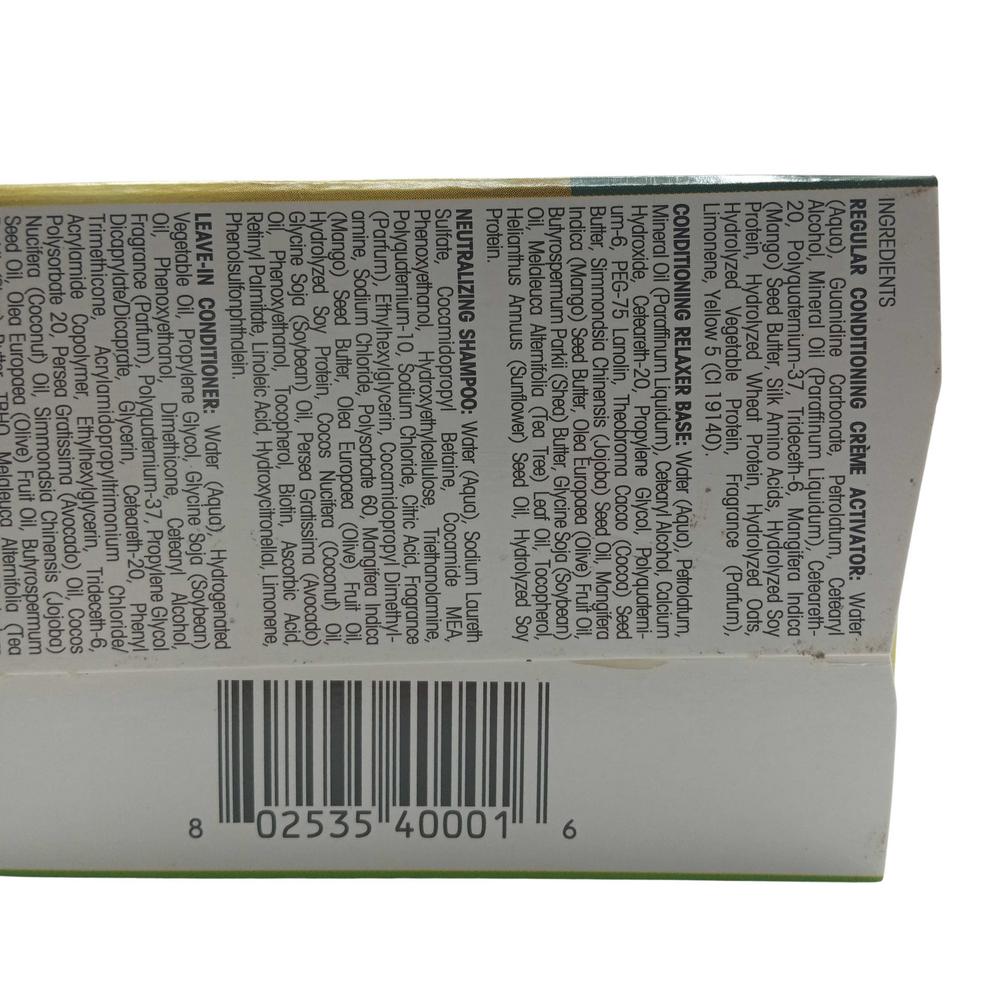 INGREDIENTS
REGULAR CONDITIONING CRÈME ACTIVATOR: Water
(Aqua), Guanidine Carbonate, Petrolatum, Cetearyl
Alcohol, Mineral Oil (Paraffinum Liquidum), Ceteareth-
20, Polyquaternium-37, Trideceth-6, Mangifera Indica
(Mango) Seed Butter, Silk Amino Acids, Hydrolyzed Soy
Protein, Hydrolyzed Wheat Protein, Hydrolyzed Oats,
Hydrolyzed Vegetable Protein, Fragrance (Parfum),
Limonene, Yellow 5 (CI 19140).
CONDITIONING RELAXER BASE: Water (Aqua), Petrolatum,
Mineral Oil (Paraffinum Liquidum), Cetearyl Alcohol, Calcium
Hydroxide, Ceteareth-20, Propylene Glycol, Polyquaterni-
um-6, PEG-75 Lanolin, Theobroma Cacao (Cocoa) Seed
Butter, Simmondsia Chinensis (Jojoba) Seed Oil, Mangifera
Indica (Mango) Seed Butter, Olea Europaea (Olive) Fruit Oil,
Butyrospermum Parkii (Shea) Butter, Glycine Soja (Soybean)
Oil, Melaleuca Alternifolia (Tea Tree) Leaf Oil, Tocopherol,
Helianthus Annuus (Sunflower) Seed Oil, Hydrolyzed Soy
Protein.
NEUTRALIZING SHAMPOO: Water (Aqua), Sodium Laureth
Sulfate, Cocamidopropyl Betaine, Cocamide MEA,
Phenoxyethanol, Hydroxyethylcellulose, Triethanolamine,
Polyquaternium-10, Sodium Chloride, Citric Acid, Fragrance
(Parfum), Ethylhexylglycerin, Cocamidopropyl Dimethyl-
amine, Sodium Chloride, Polysorbate 60, Mangifera Indica
(Mango) Seed Butter, Olea Europaea (Olive) Fruit Oil,
Hydrolyzed Soy Protein, Cocos Nucifera (Coconut) Oil,
Glycine Soja (Soybean) Oil, Persea Gratissima (Avocado)
Oil, Phenoxyethanol, Tocopherol, Biotin, Ascorbic Acid,
Retinyl Palmitate, Linoleic Acid, Hydroxycitronellal, Limonene,
Phenolsulfonphthalein.
LEAVE-IN CONDITIONER: Water (Aqua), Hydrogenated
Vegetable Oil, Propylene Glycol, Glycine Soja (Soybean)
Oil, Phenoxyethanol, Dimethicone, Cetearyl Alcohol,
Fragrance (Parfum), Polyquaternium-37, Propylene Glycol
Dicaprylate/Dicaprate, Glycerin, Ceteareth-20, Phenyl
Trimethicone, Acrylamidopropyltrimonium Chloride/
Acrylamide Copolymer, Ethylhexylglycerin, Trideceth-6,
Polysorbate 20, Persea Gratissima (Avocado) Oil, Cocos
Nucifera (Coconut) Oil, Simmondsia Chinensis (Jojoba)
Seed Oil, Olea Europaea (Olive) Fruit Oil, Butyrospermum
Butter, TBHQ, Melaleuca Alternifolia (Tea
8 02535 40001 6